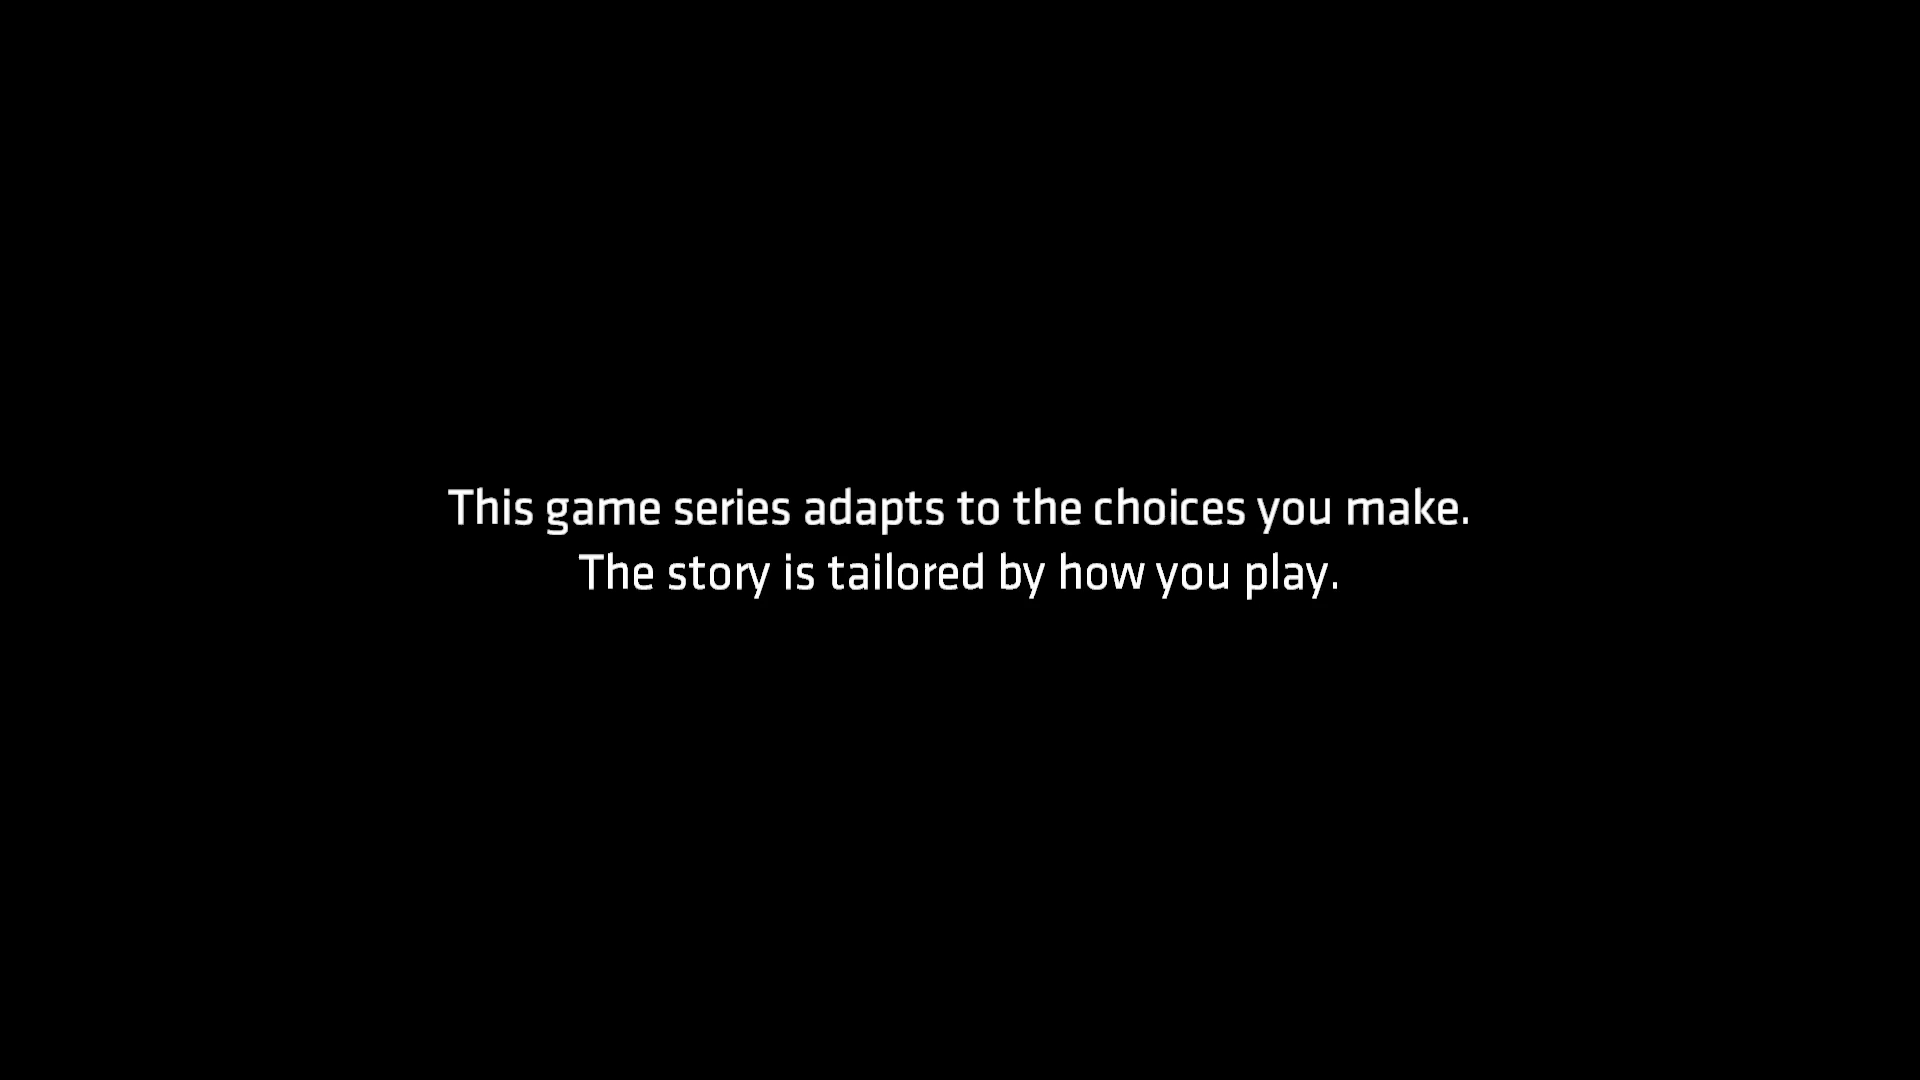 This game series adapts to the choices you make.
The story is tailored by how you play.